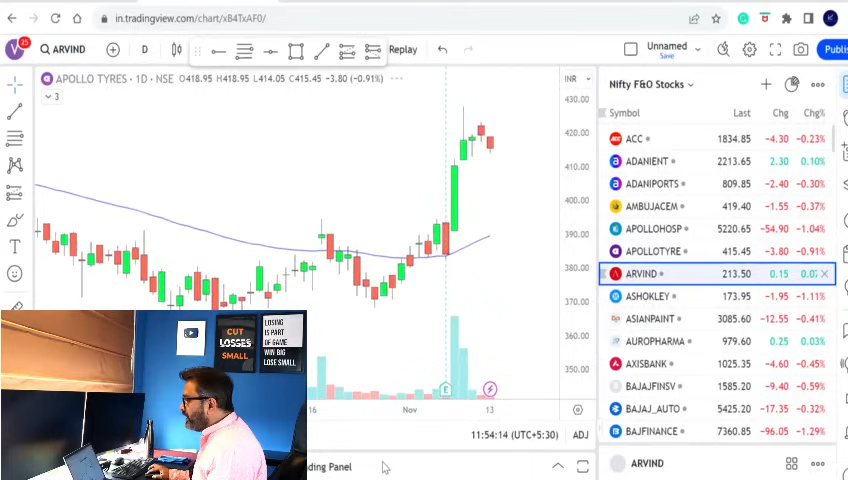 in.tradingview.com/chart/xB4TxAF0/
V 25 ARVIND D Replay Unnamed Save Publi
APOLLO TYRES · 1D · NSE O418.95 H418.95 L414.05 C415.45 −3.80 (−0.91%)
3
INR
430.00
420.00
410.00
400.00
390.00
380.00
370.00
360.00
350.00
E
16 Nov 13
11:54:14 (UTC+5:30) ADJ
ding Panel
Nifty F&O Stocks
Symbol Last Chg Chg%
ACC 1834.85 −4.30 −0.23%
ADANIENT 2213.65 2.30 0.10%
ADANIPORTS 809.85 −2.40 −0.30%
AMBUJACEM 419.40 −1.55 −0.37%
APOLLOHOSP 5220.65 −54.90 −1.04%
APOLLOTYRE 415.45 −3.80 −0.91%
ARVIND 213.50 0.15 0.07
ASHOKLEY 173.95 −1.95 −1.11%
ASIANPAINT 3085.60 −12.55 −0.41%
AUROPHARMA 979.60 0.25 0.03%
AXISBANK 1025.35 −4.60 −0.45%
BAJAJFINSV 1585.20 −9.40 −0.59%
BAJAJ_AUTO 5425.20 −17.35 −0.32%
BAJFINANCE 7360.85 −96.05 −1.29%
ARVIND
CUT
LOSSES
SMALL
LOSING
IS PART
OF GAME
WIN BIG
LOSE SMALL